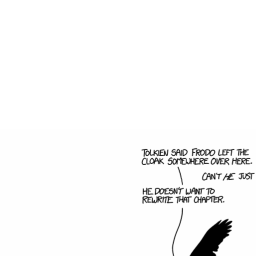 TOLKIEN SAID FRODO LEFT THE
CLOAK SOMEWHERE OVER HERE.
CAN'T HE JUST
HE DOESN'T WANT TO
REWRITE THAT CHAPTER.